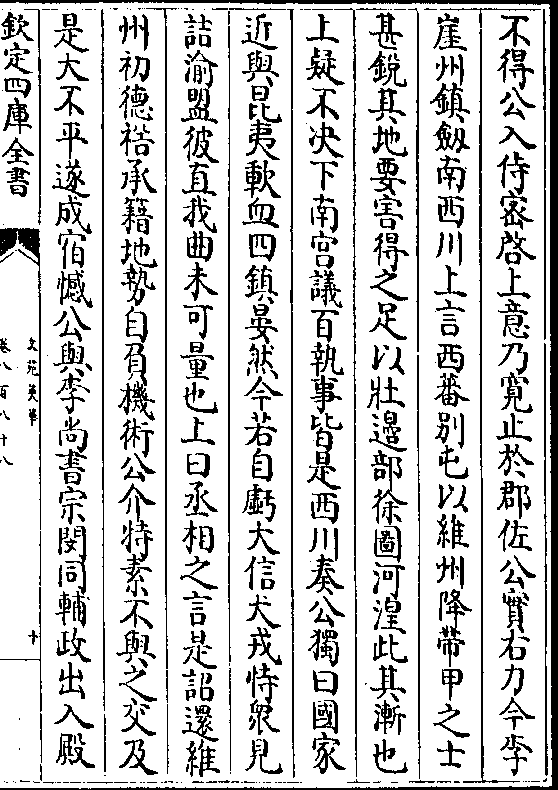 不得公入侍密啓上意乃寛止於郡佐公實右力今李
崖州鎮劔南西川上言西番别屯以維州降帶甲之士
甚鋭其地要害得之足以壯邉部徐圖河湟此其漸也
上疑不决下南宫議百執事皆是西川奏公獨曰國家
近與昆夷歃血四鎮晏然今若自虧大信犬戎恃衆見
詰渝盟彼直我曲未可量也上曰丞相之言是詔還維
州初德裕承籍地勢自負機術公介特素不與之交及
是大不平遂成宿憾公與李尚書宗閔同輔政出入殿
欽定四庫全書
文苑英華
卷八百八十八
十